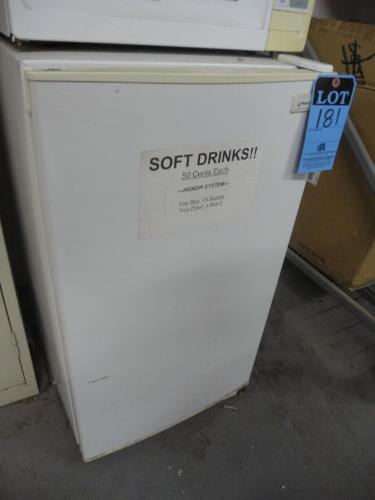 LOT
181
SOFT DRINKS!!
50 Cents Each
---HONOR SYSTEM---
You Buy, I'll Supply
You Don't, I Won't